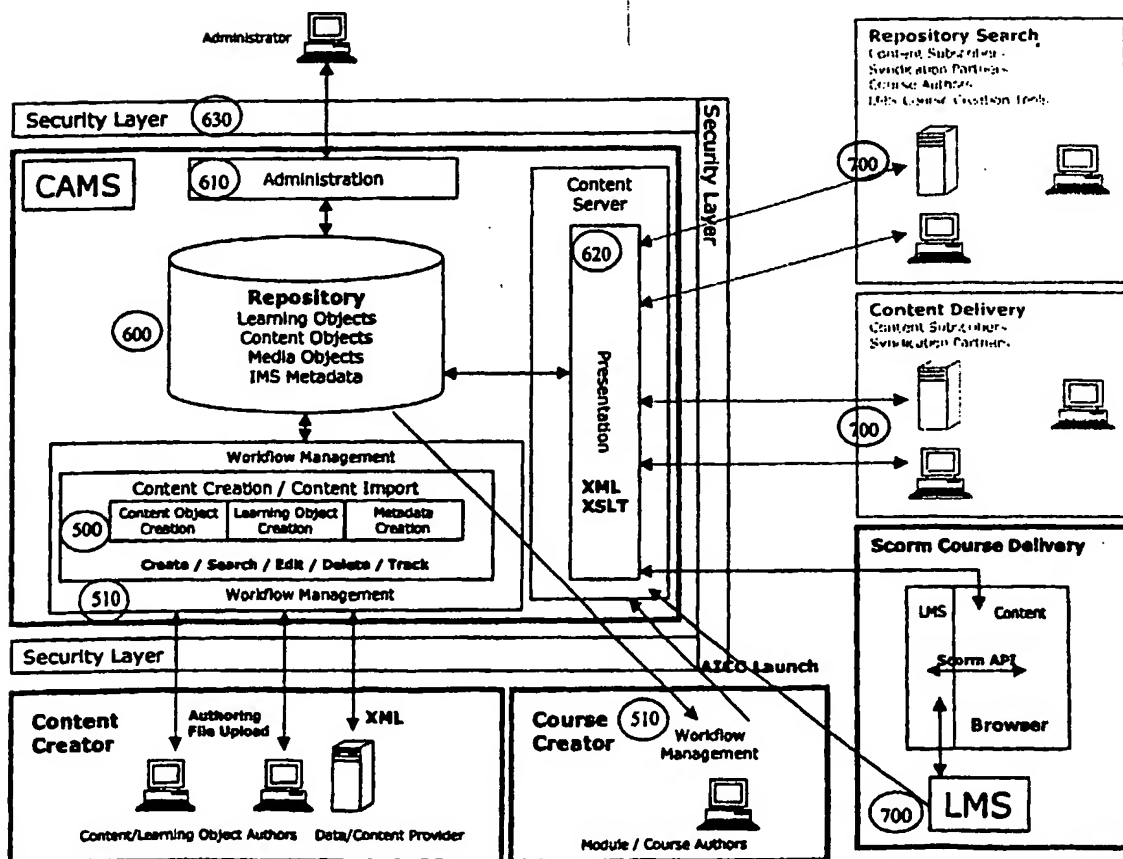 Administrator
Security Layer 630
Security Layer
CAMS
610 Administration
Content
Server
620
Presentation
XML
XSLT
600
Repository
Learning Objects
Content Objects
Media Objects
IMS Metadata
Workflow Management
Content Creation / Content Import
500
Content Object
Creation
Learning Object
Creation
Metadata
Creation
Create / Search / Edit / Delete / Track
510
Workflow Management
Security Layer
Launch
Content
Creator
Authoring
File Upload
XML
Content/Learning Object Authors
Data/Content Provider
Course
Creator
510
Workflow
Management
Module / Course Authors
Repository Search
Content Subscribers
Syndication Partners
Course Authors
Course Creation Tools
700
Content Delivery
Content Subscribers
Syndication Partners
700
Scorm Course Delivery
LMS
Content
Scorm API
Browser
700
LMS